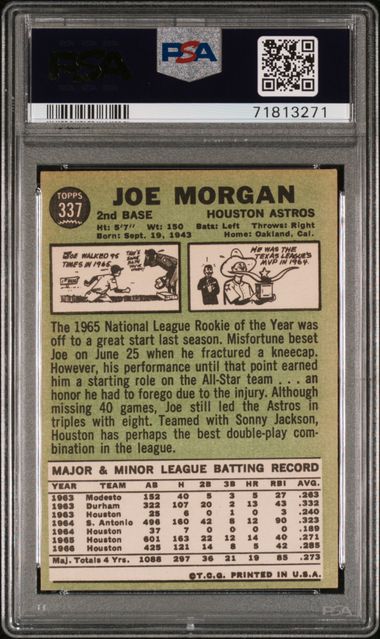 PSA
PSA
71813271
TOPPS
337
JOE MORGAN
2nd BASE HOUSTON ASTROS
Ht: 5'7" Wt: 150 Bats: Left Throws: Right
Born: Sept. 19, 1943 Home: Oakland, Cal.
JOE WALKED 96
TIMES IN 1965.
HE WAS THE
TEXAS LEAGUE'S
MVP IN 1964.
The 1965 National League Rookie of the Year was
off to a great start last season. Misfortune beset
Joe on June 25 when he fractured a kneecap.
However, his performance until that point earned
him a starting role on the All-Star team . . . an
honor he had to forego due to the injury. Although
missing 40 games, Joe still led the Astros in
triples with eight. Teamed with Sonny Jackson,
Houston has perhaps the best double-play com-
bination in the league.
MAJOR & MINOR LEAGUE BATTING RECORD
YEAR TEAM AB H 2B 3B HR RBI AVG.
1963 Modesto 152 40 5 3 5 27 .263
1963 Durham 322 107 20 2 13 43 .332
1963 Houston 25 6 0 1 0 3 .240
1964 S. Antonio 496 160 42 8 12 90 .323
1964 Houston 37 7 0 0 0 0 .189
1965 Houston 601 163 22 12 14 40 .271
1966 Houston 425 121 14 8 5 42 .285
Maj. Totals 4 Yrs. 1088 297 36 21 19 85 .273
©T.C.G. PRINTED IN U.S.A.